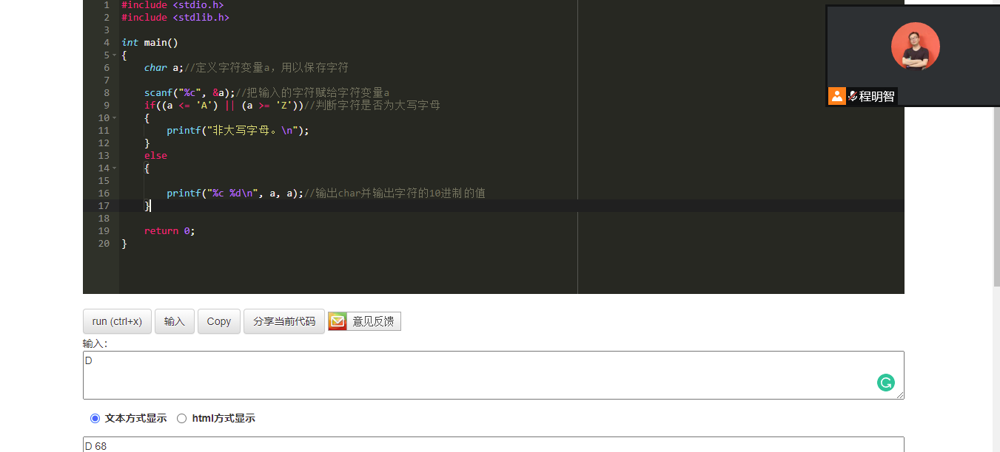 1 #include <stdio.h>
2 #include <stdlib.h>
3
4 int main()
5 {
6 char a;//定义字符变量a，用以保存字符
7
8 scanf("%c", &a);//把输入的字符赋给字符变量a
9 if((a <= 'A') || (a >= 'Z'))//判断字符是否为大写字母
10 {
11 printf("非大写字母。\n");
12 }
13 else
14 {
15
16 printf("%c %d\n", a, a);//输出char并输出字符的10进制的值
17 }
18
19 return 0;
20 }
程明智
run (ctrl+x) 输入 Copy 分享当前代码 意见反馈
输入：
D
文本方式显示 html方式显示
D 68